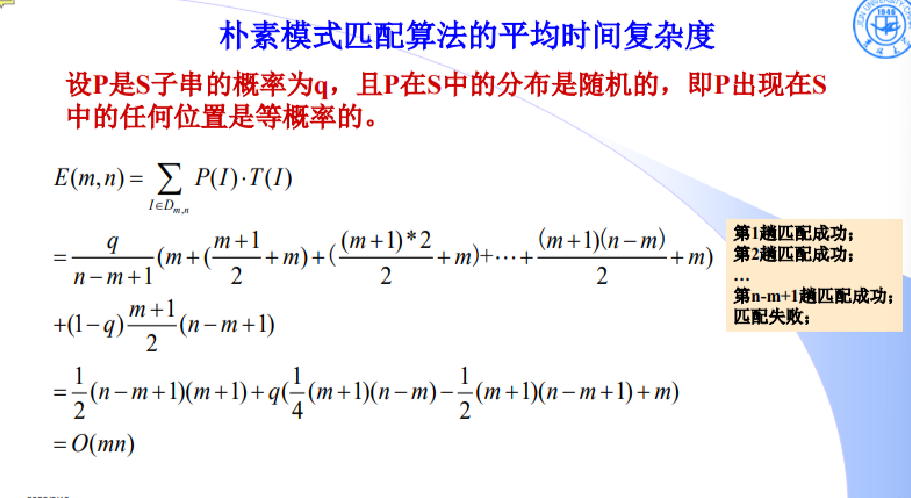 朴素模式匹配算法的平均时间复杂度
设P是S子串的概率为q，且P在S中的分布是随机的，即P出现在S
中的任何位置是等概率的。
E(m,n) = ∑_{I∈D_{m,n}} P(I)·T(I)
= \frac{q}{n-m+1}(m+(\frac{m+1}{2}+m)+(\frac{(m+1)*2}{2}+m)+⋯+\frac{(m+1)(n-m)}{2}+m)
+(1-q)\frac{m+1}{2}(n-m+1)
= \frac{1}{2}(n-m+1)(m+1)+q(\frac{1}{4}(m+1)(n-m)-\frac{1}{2}(m+1)(n-m+1)+m)
= O(mn)
第1趟匹配成功；
第2趟匹配成功；
…
第n-m+1趟匹配成功；
匹配失败；